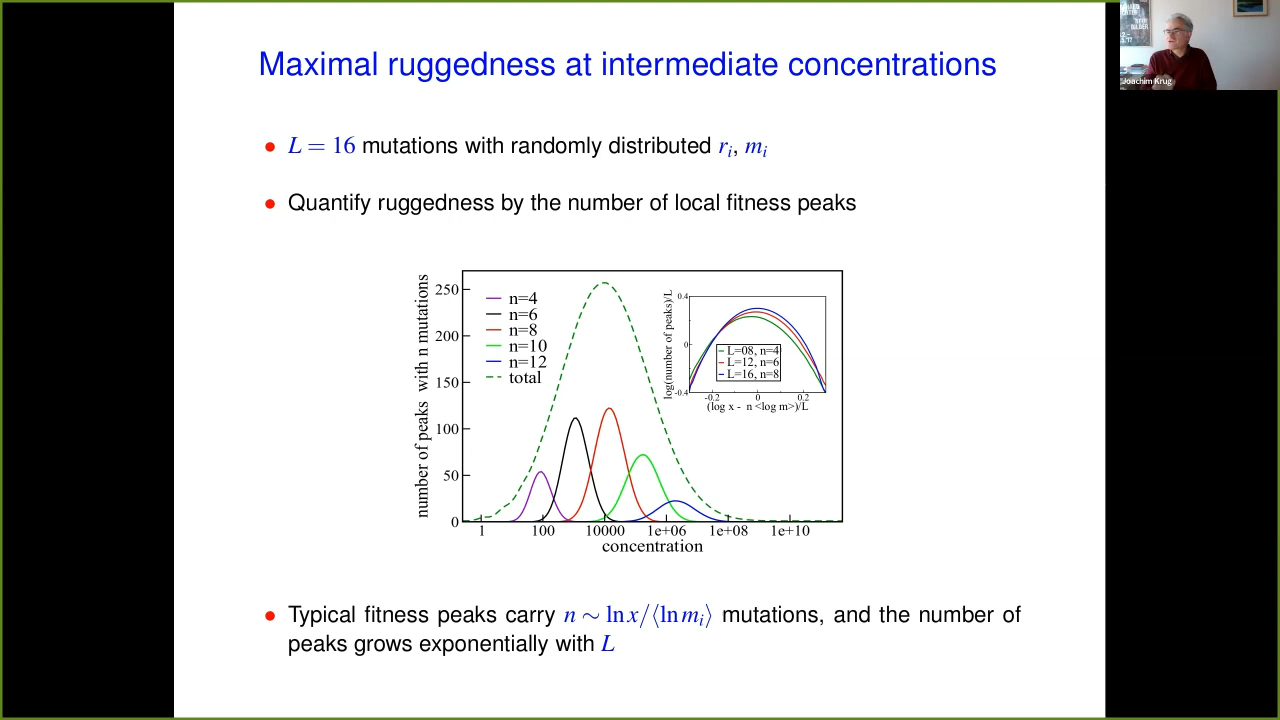 Maximal ruggedness at intermediate concentrations
Joachim Krug
• L = 16 mutations with randomly distributed rᵢ, mᵢ
• Quantify ruggedness by the number of local fitness peaks
number of peaks with n mutations
250
200
150
100
50
0
n=4
n=6
n=8
n=10
n=12
total
1 100 10000 1e+06 1e+08 1e+10
concentration
log(number of peaks)/L
0.4
0
-0.4
L=08, n=4
L=12, n=6
L=16, n=8
-0.2 0 0.2
(log x - n <log m>)/L
• Typical fitness peaks carry n ∼ ln x/⟨ln mᵢ⟩ mutations, and the number of
peaks grows exponentially with L